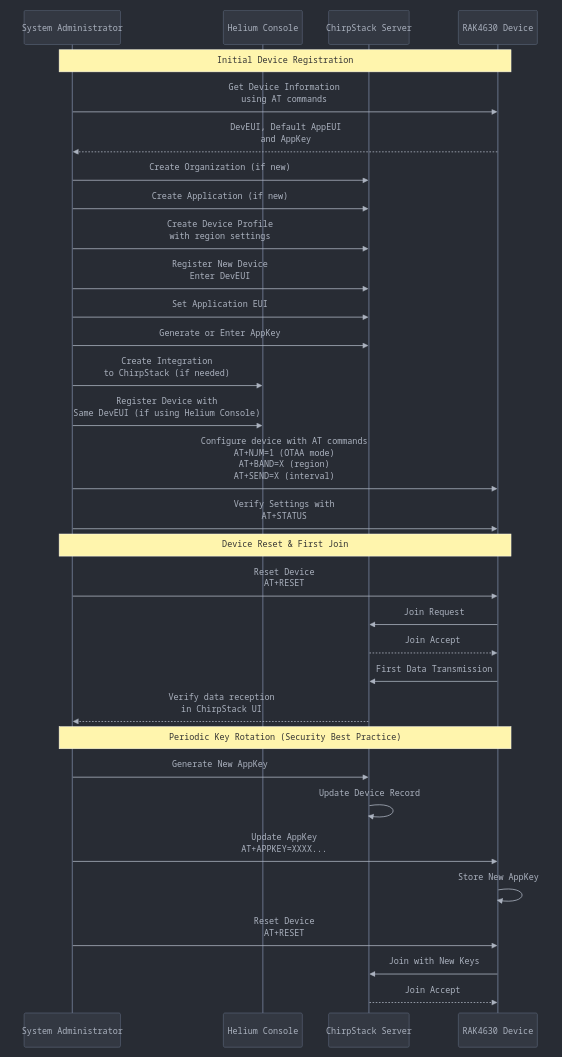 System Administrator
Helium Console
ChirpStack Server
RAK4630 Device
Initial Device Registration
Get Device Information
using AT commands
DevEUI, Default AppEUI
and AppKey
Create Organization (if new)
Create Application (if new)
Create Device Profile
with region settings
Register New Device
Enter DevEUI
Set Application EUI
Generate or Enter AppKey
Create Integration
to ChirpStack (if needed)
Register Device with
Same DevEUI (if using Helium Console)
Configure device with AT commands
AT+NJM=1 (OTAA mode)
AT+BAND=X (region)
AT+SEND=X (interval)
Verify Settings with
AT+STATUS
Device Reset & First Join
Reset Device
AT+RESET
Join Request
Join Accept
First Data Transmission
Verify data reception
in ChirpStack UI
Periodic Key Rotation (Security Best Practice)
Generate New AppKey
Update Device Record
Update AppKey
AT+APPKEY=XXXX...
Store New AppKey
Reset Device
AT+RESET
Join with New Keys
Join Accept
System Administrator
Helium Console
ChirpStack Server
RAK4630 Device